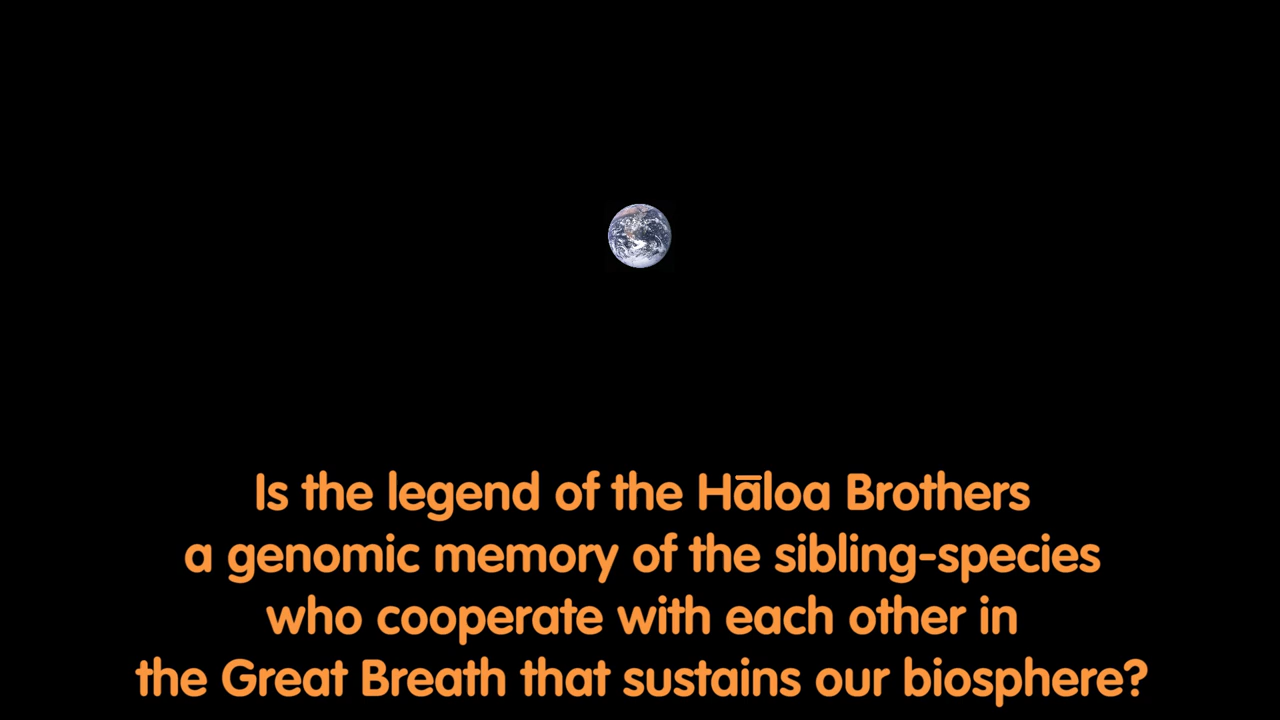 Is the legend of the Hāloa Brothers
a genomic memory of the sibling-species
who cooperate with each other in
the Great Breath that sustains our biosphere?